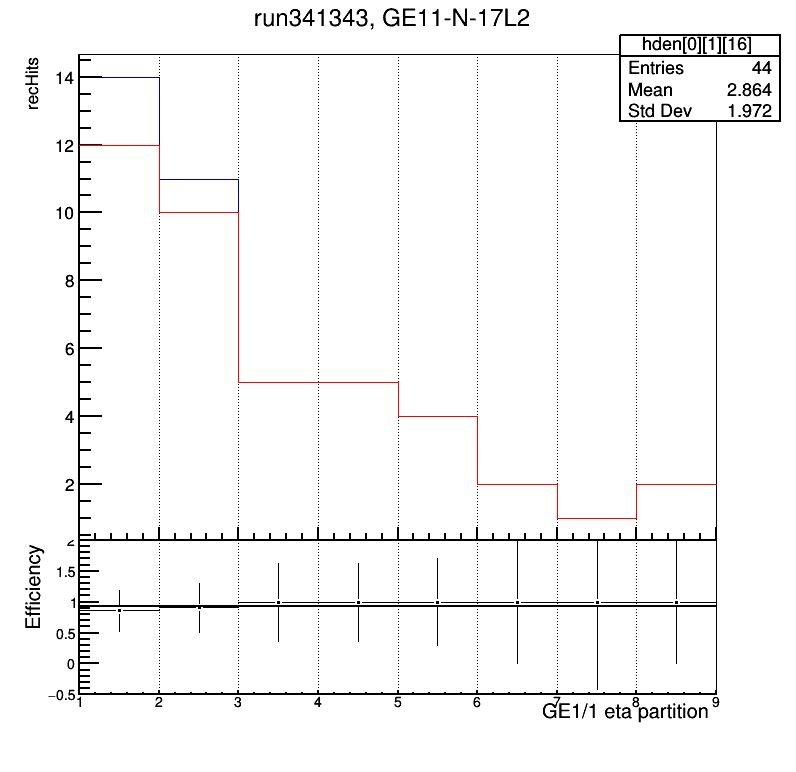 run341343, GE11-N-17L2
hden[0][1][16]
Entries 44
Mean 2.864
Std Dev 1.972
recHits
14
12
10
8
6
4
2
Efficiency
2
1.5
1
0.5
0
−0.5
1 2 3 4 5 6 7 8 9
GE1/1 eta partition